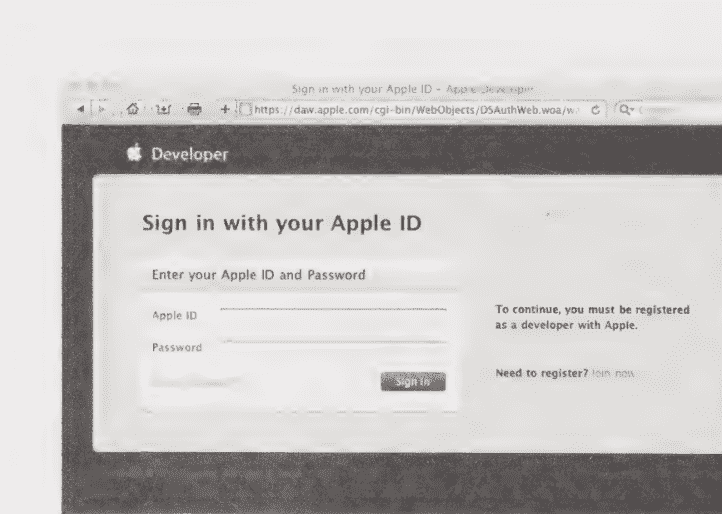 Sign in with your Apple ID – Apple Developer
https://daw.apple.com/cgi-bin/WebObjects/DSAuthWeb.woa/w
Developer
Sign in with your Apple ID
Enter your Apple ID and Password
Apple ID
Password
Sign In
To continue, you must be registered
as a developer with Apple.
Need to register? Join now